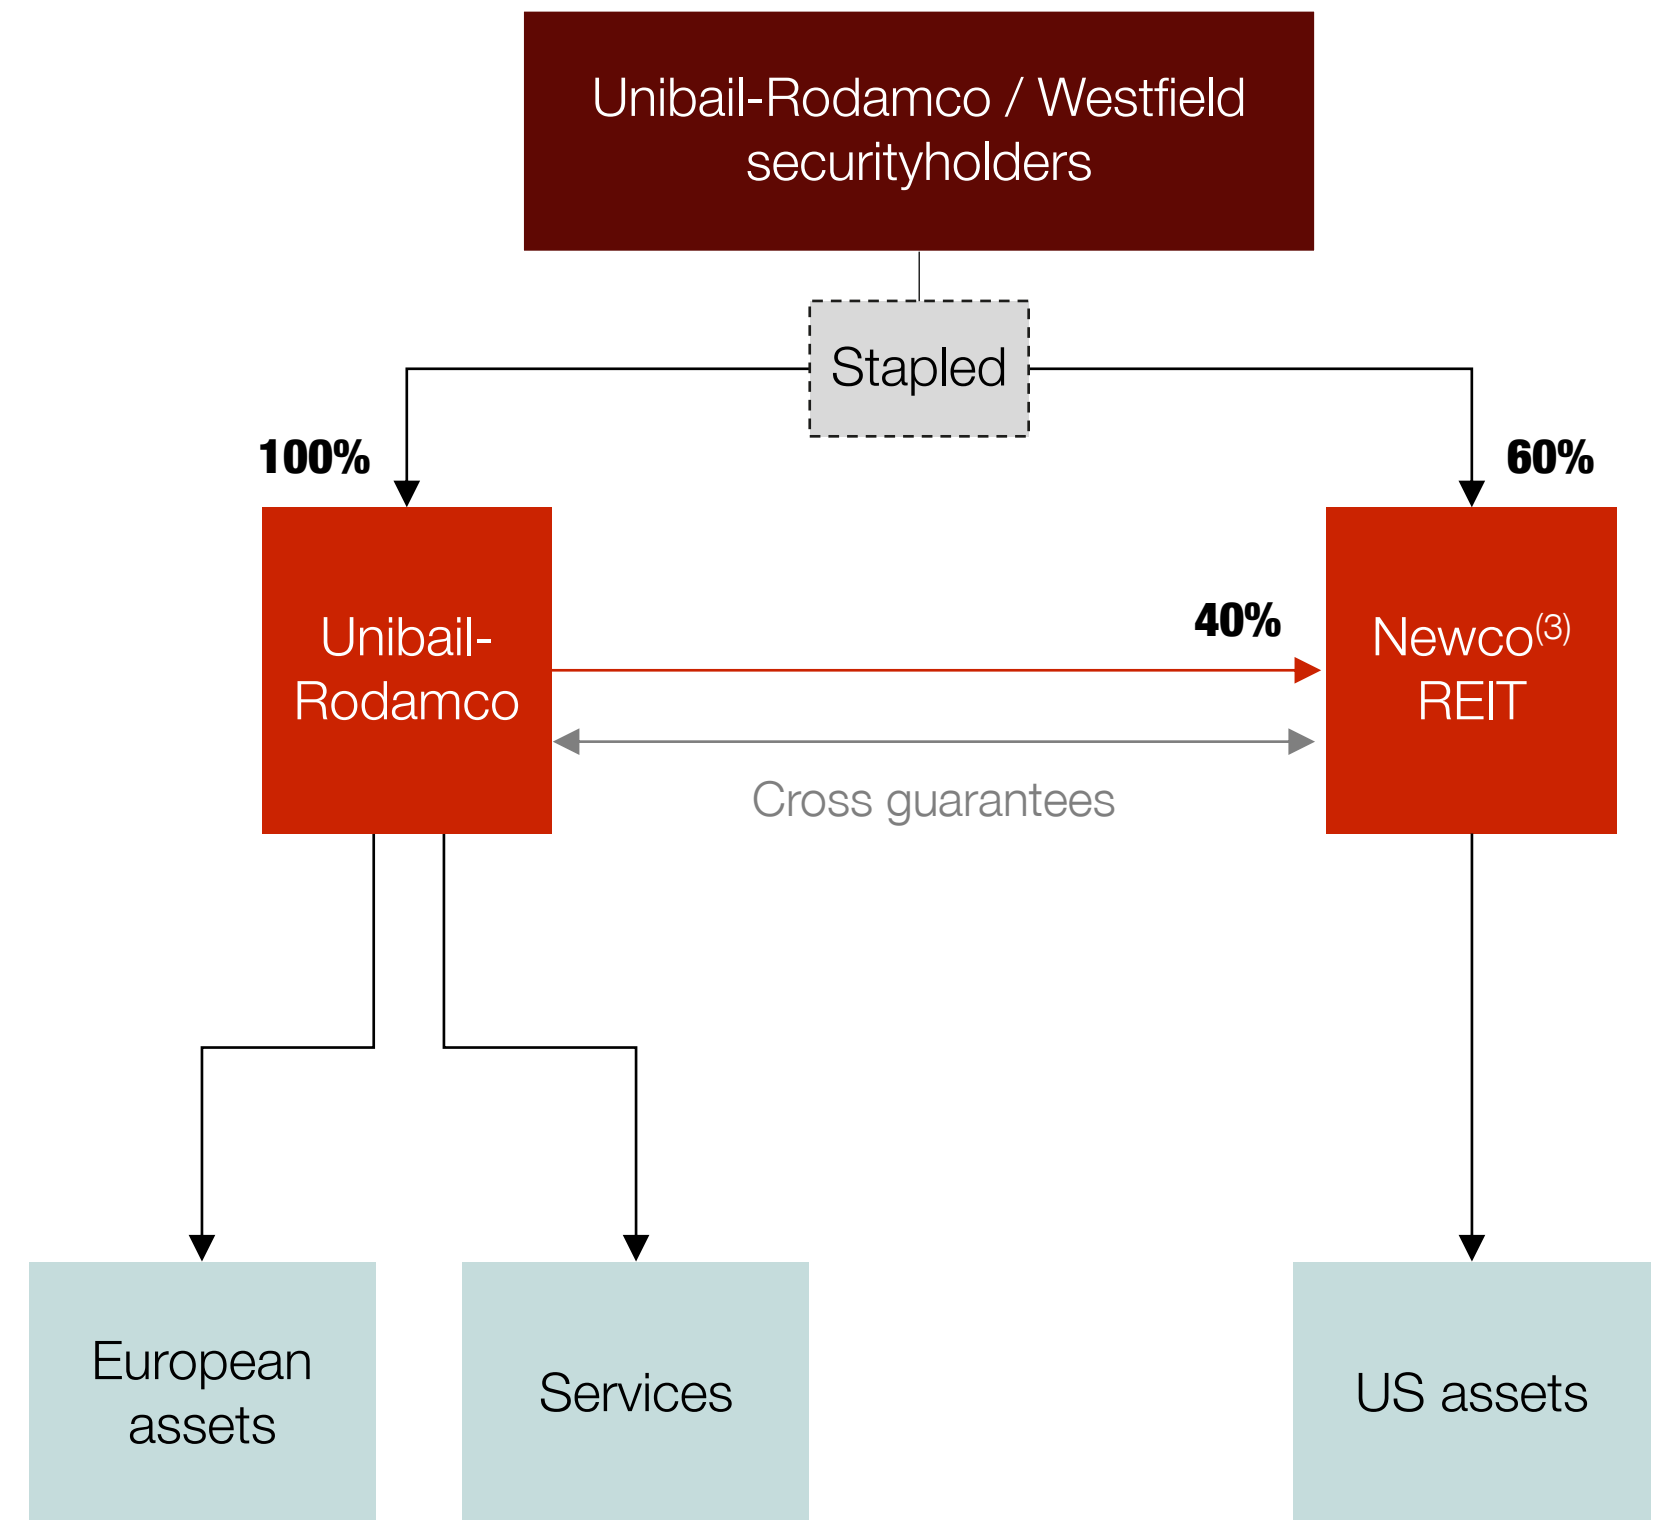 Unibail-Rodamco / Westfield
securityholders
Stapled
100%
60%
Unibail-
Rodamco
40%
Newco(3)
REIT
Cross guarantees
European
assets
Services
US assets